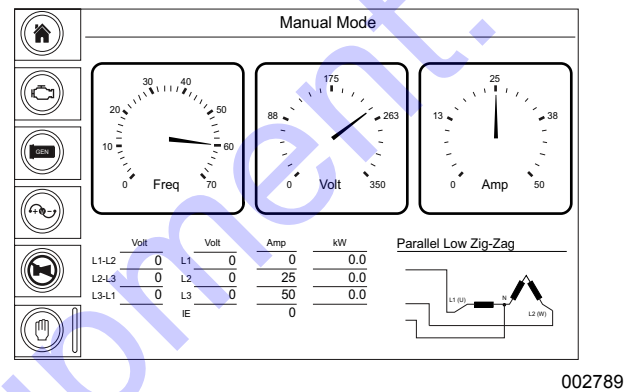 Manual Mode
30 40
20 50
10 60
0 Freq 70
175
88 263
0 Volt 350
25
13 38
0 Amp 50
GEN
Volt Volt Amp kW
L1-L2 0 L1 0 0 0.0
L2-L3 0 L2 0 25 0.0
L3-L1 0 L3 0 50 0.0
IE 0
Parallel Low Zig-Zag
L1 (U) N L2 (W)
002789